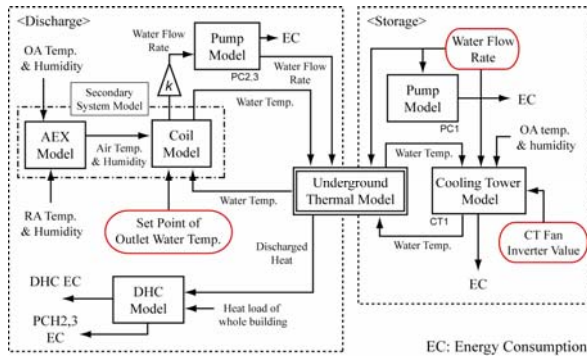 <Discharge>
OA Temp.
& Humidity
Secondary
System Model
AEX
Model
Air Temp.
& Humidity
Coil
Model
RA Temp.
& Humidity
Set Point of
Outlet Water Temp.
Water Flow
Rate
k
Pump
Model
PC2,3
EC
Water Flow
Rate
Water Temp.
Water Temp.
Underground
Thermal Model
Discharged
Heat
DHC EC
DHC
Model
PCH2,3
EC
Heat load of
whole building
<Storage>
Water Flow
Rate
Pump
Model
PC1
EC
OA temp.
& humidity
Water Temp.
Cooling Tower
Model
CT1
Water Temp.
CT Fan
Inverter Value
EC
EC: Energy Consumption